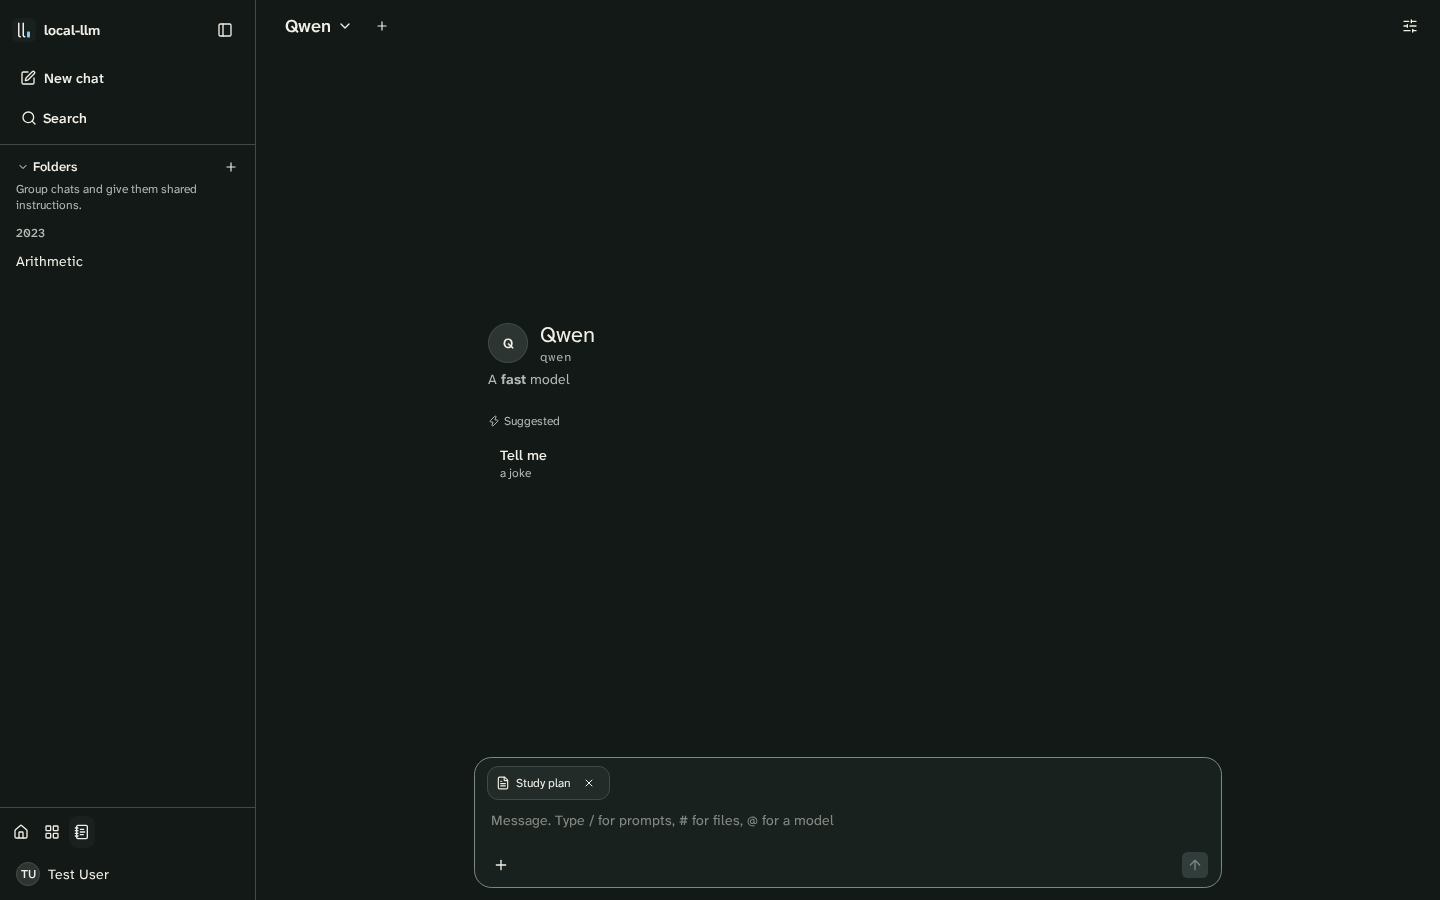 local-llm
New chat
Search
Folders
Group chats and give them shared
instructions.
2023
Arithmetic
TU
Test User
Qwen
Q
Qwen
qwen
A fast model
Suggested
Tell me
a joke
Study plan
Message. Type / for prompts, # for files, @ for a model